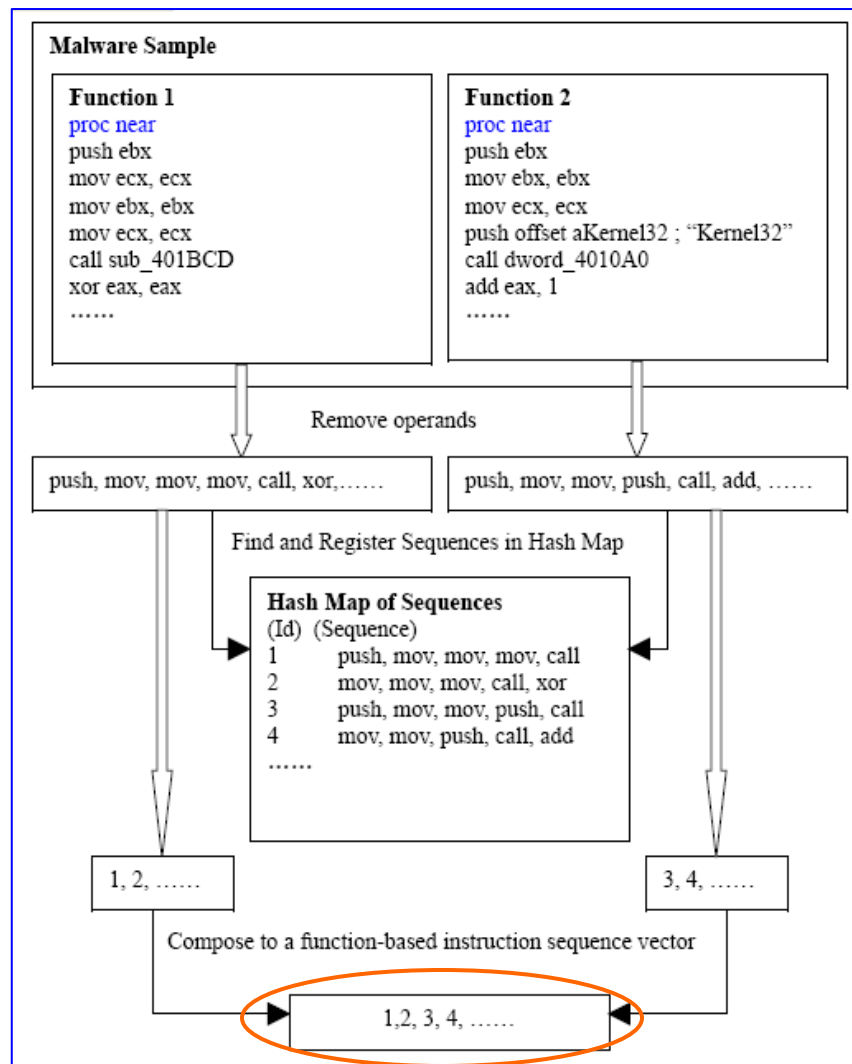 Malware Sample
Function 1
proc near
push ebx
mov ecx, ecx
mov ebx, ebx
mov ecx, ecx
call sub_401BCD
xor eax, eax
……
Function 2
proc near
push ebx
mov ebx, ebx
mov ecx, ecx
push offset aKernel32 ; “Kernel32”
call dword_4010A0
add eax, 1
……
Remove operands
push, mov, mov, mov, call, xor,……
push, mov, mov, push, call, add, ……
Find and Register Sequences in Hash Map
Hash Map of Sequences
(Id) (Sequence)
1 push, mov, mov, mov, call
2 mov, mov, mov, call, xor
3 push, mov, mov, push, call
4 mov, mov, push, call, add
……
1, 2, ……
3, 4, ……
Compose to a function-based instruction sequence vector
1,2, 3, 4, ……